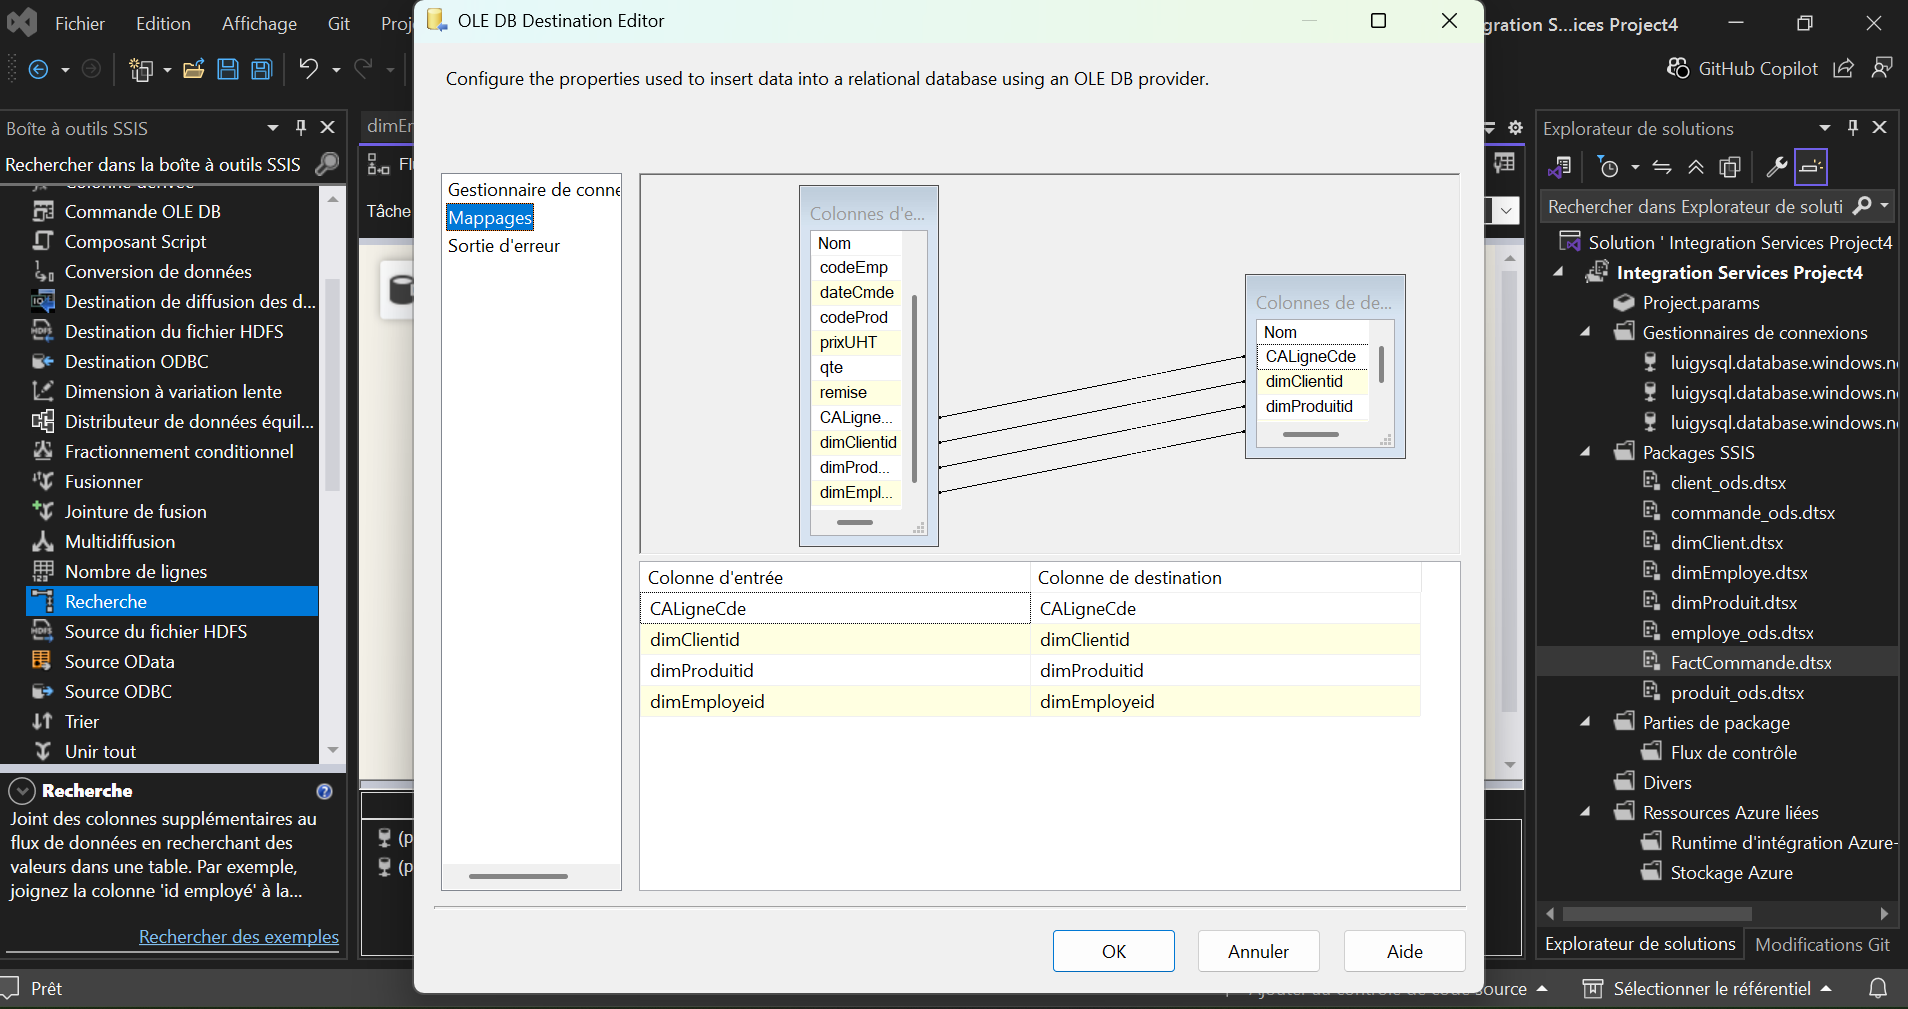 Fichier Edition Affichage Git Proj
OLE DB Destination Editor
gration S...ices Project4
GitHub Copilot
Configure the properties used to insert data into a relational database using an OLE DB provider.
Boîte à outils SSIS
Rechercher dans la boîte à outils SSIS
Commande OLE DB
Composant Script
Conversion de données
Destination de diffusion des d...
Destination du fichier HDFS
Destination ODBC
Dimension à variation lente
Distributeur de données équil...
Fractionnement conditionnel
Fusionner
Jointure de fusion
Multidiffusion
Nombre de lignes
Recherche
Source du fichier HDFS
Source OData
Source ODBC
Trier
Unir tout
Recherche
Joint des colonnes supplémentaires au
flux de données en recherchant des
valeurs dans une table. Par exemple,
joignez la colonne 'id employé' à la...
Rechercher des exemples
Prêt
dimEm
Fl
Tâche
(p
(p
Gestionnaire de conne
Mappages
Sortie d'erreur
Colonnes d'e...
Nom
codeEmp
dateCmde
codeProd
prixUHT
qte
remise
CALigne...
dimClientid
dimProd...
dimEmpl...
Colonnes de de...
Nom
CALigneCde
dimClientid
dimProduitid
Colonne d'entrée Colonne de destination
CALigneCde CALigneCde
dimClientid dimClientid
dimProduitid dimProduitid
dimEmployeid dimEmployeid
OK Annuler Aide
Explorateur de solutions
Rechercher dans Explorateur de soluti
Solution ' Integration Services Project4
Integration Services Project4
Project.params
Gestionnaires de connexions
luigysql.database.windows.ne
luigysql.database.windows.ne
luigysql.database.windows.ne
Packages SSIS
client_ods.dtsx
commande_ods.dtsx
dimClient.dtsx
dimEmploye.dtsx
dimProduit.dtsx
employe_ods.dtsx
FactCommande.dtsx
produit_ods.dtsx
Parties de package
Flux de contrôle
Divers
Ressources Azure liées
Runtime d'intégration Azure-
Stockage Azure
Explorateur de solutions Modifications Git
Ajouter au contrôle de code source Sélectionner le référentiel